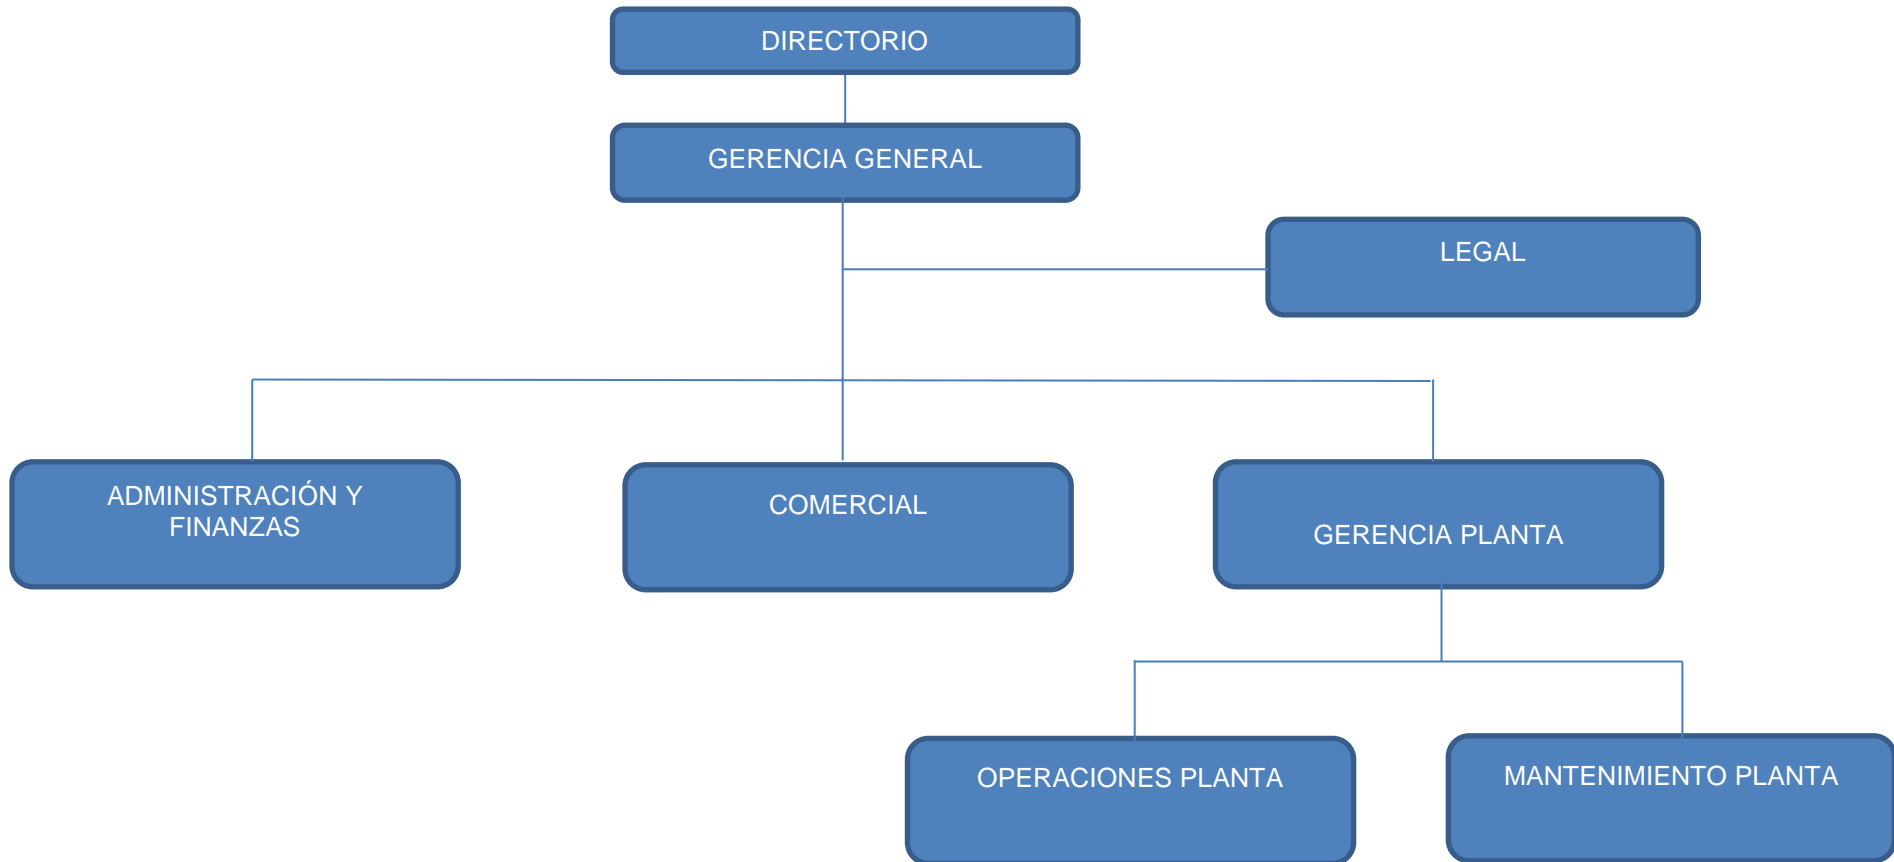 DIRECTORIO
GERENCIA GENERAL
LEGAL
ADMINISTRACIÓN Y
FINANZAS
COMERCIAL
GERENCIA PLANTA
OPERACIONES PLANTA
MANTENIMIENTO PLANTA